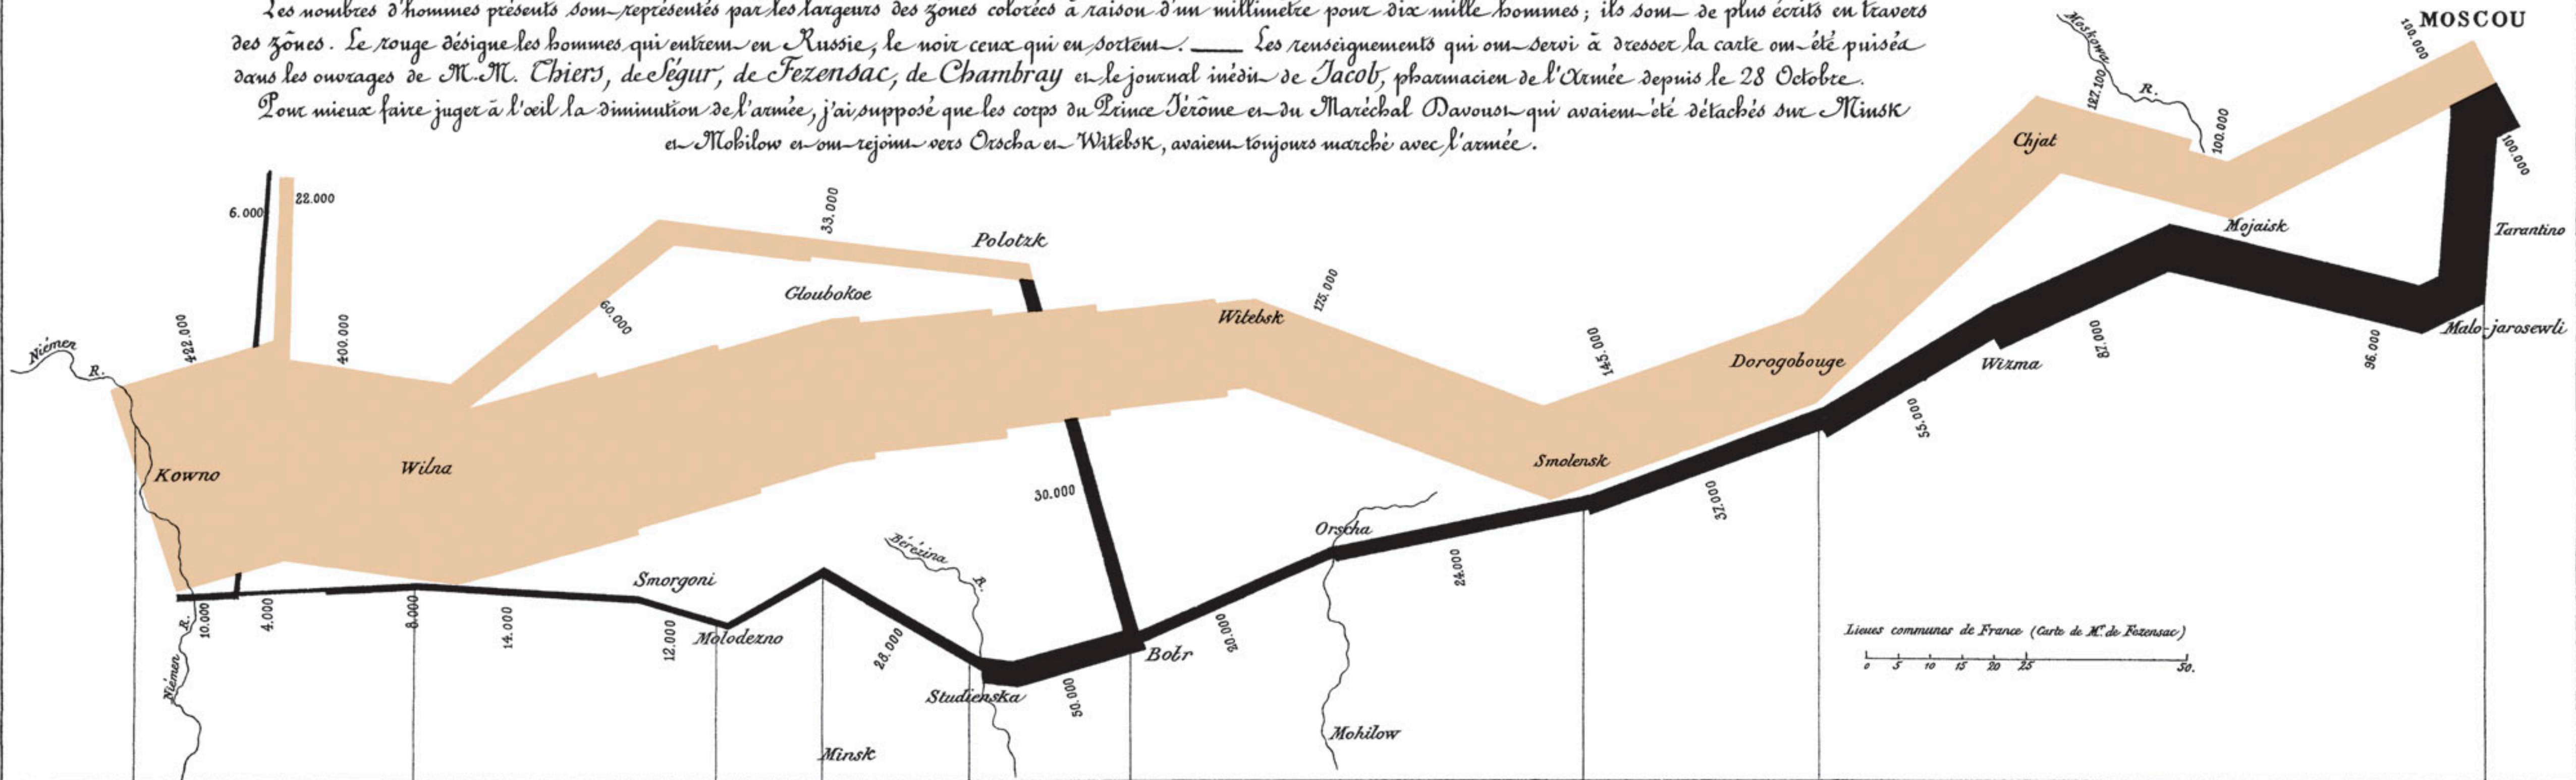 Les nombres d'hommes présents sont représentés par les largeurs des zones colorées à raison d'un millimètre pour dix mille hommes; ils sont de plus écrits en travers
des zônes. Le rouge désigne les hommes qui entrent en Russie, le noir ceux qui en sortent. — Les renseignements qui ont servi à dresser la carte ont été puisés
dans les ouvrages de M.M. Thiers, de Ségur, de Fezensac, de Chambray et le journal inédit de Jacob, pharmacien de l'Armée depuis le 28 Octobre.
Pour mieux faire juger à l'œil la diminution de l'armée, j'ai supposé que les corps du Prince Jérôme et du Maréchal Davoust qui avaient été détachés sur Minsk
et Mohilow et ont rejoint vers Orscha et Witebsk, avaient toujours marché avec l'armée.
MOSCOU
100.000
Moskowa
R.
127.100
100.000
Chjat
100.000
Mojaisk
Tarantino
Malo-jarosewli
6.000
22.000
33.000
Polotzk
Gloubokoe
60.000
422.000
400.000
Niémen
R.
Witebsk
175.000
145.000
Dorogobouge
Wizma
87.000
96.000
55.000
Kowno
Wilna
Smolensk
37.000
30.000
Orscha
24.000
Bérézina
R.
Smorgoni
10.000
4.000
8.000
14.000
12.000
Molodezno
28.000
Studienska
50.000
Botr
20.000
R.
Niémen
Minsk
Mohilow
Lieues communes de France (Carte de M. de Fezensac)
0 5 10 15 20 25 50.